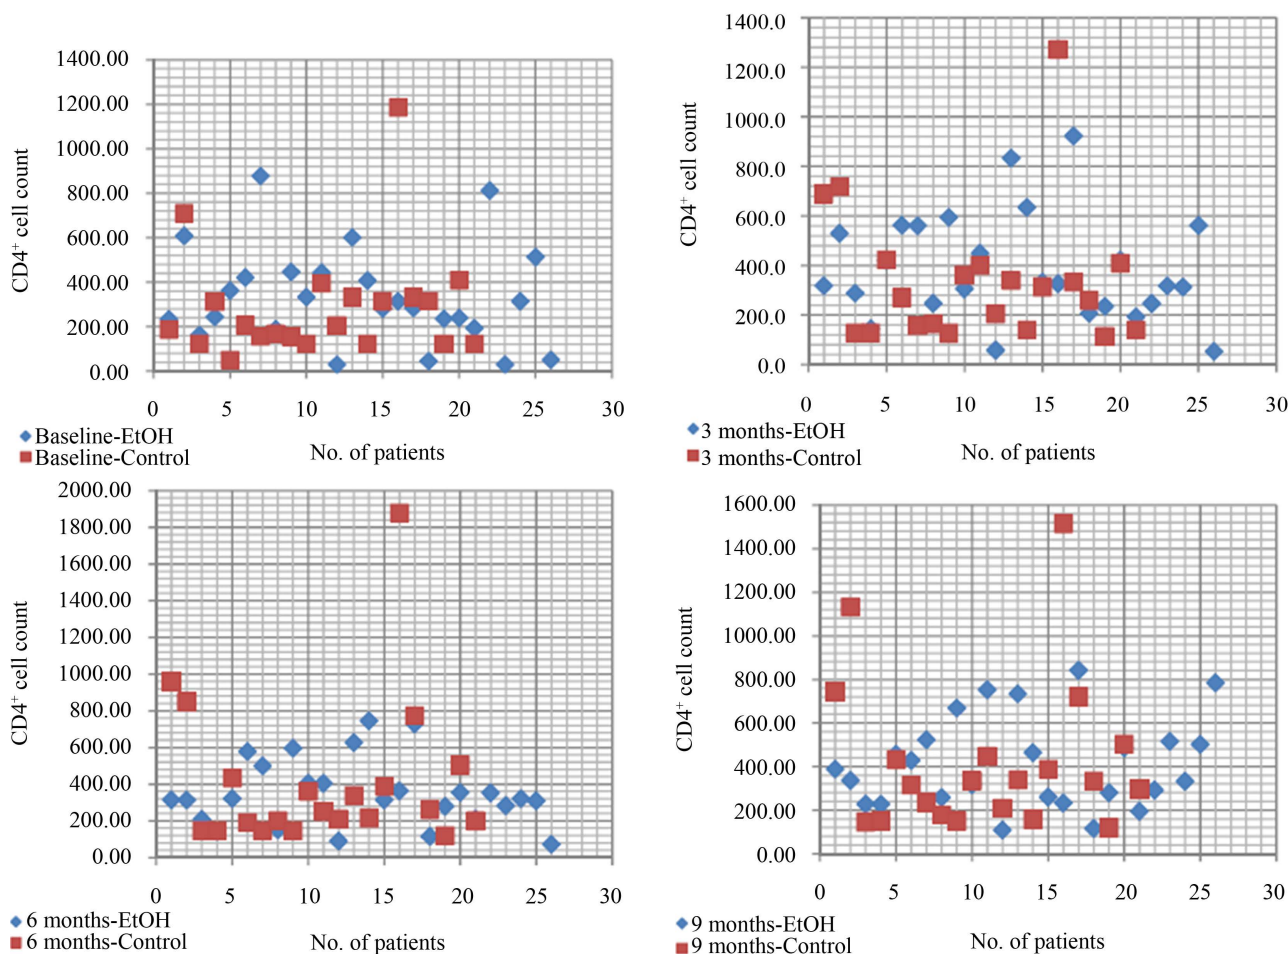 1400.00
1200.00
1000.00
800.00
600.00
400.00
200.00
0.00
CD4⁺ cell count
0 5 10 15 20 25 30
No. of patients
Baseline-EtOH
Baseline-Control
1400.0
1200.0
1000.0
800.0
600.0
400.0
200.0
0.0
CD4⁺ cell count
0 5 10 15 20 25 30
No. of patients
3 months-EtOH
3 months-Control
2000.00
1800.00
1600.00
1400.00
1200.00
1000.00
800.00
600.00
400.00
200.00
0.00
CD4⁺ cell count
0 5 10 15 20 25 30
No. of patients
6 months-EtOH
6 months-Control
1600.00
1400.00
1200.00
1000.00
800.00
600.00
400.00
200.00
0.00
CD4⁺ cell count
0 5 10 15 20 25 30
No. of patients
9 months-EtOH
9 months-Control